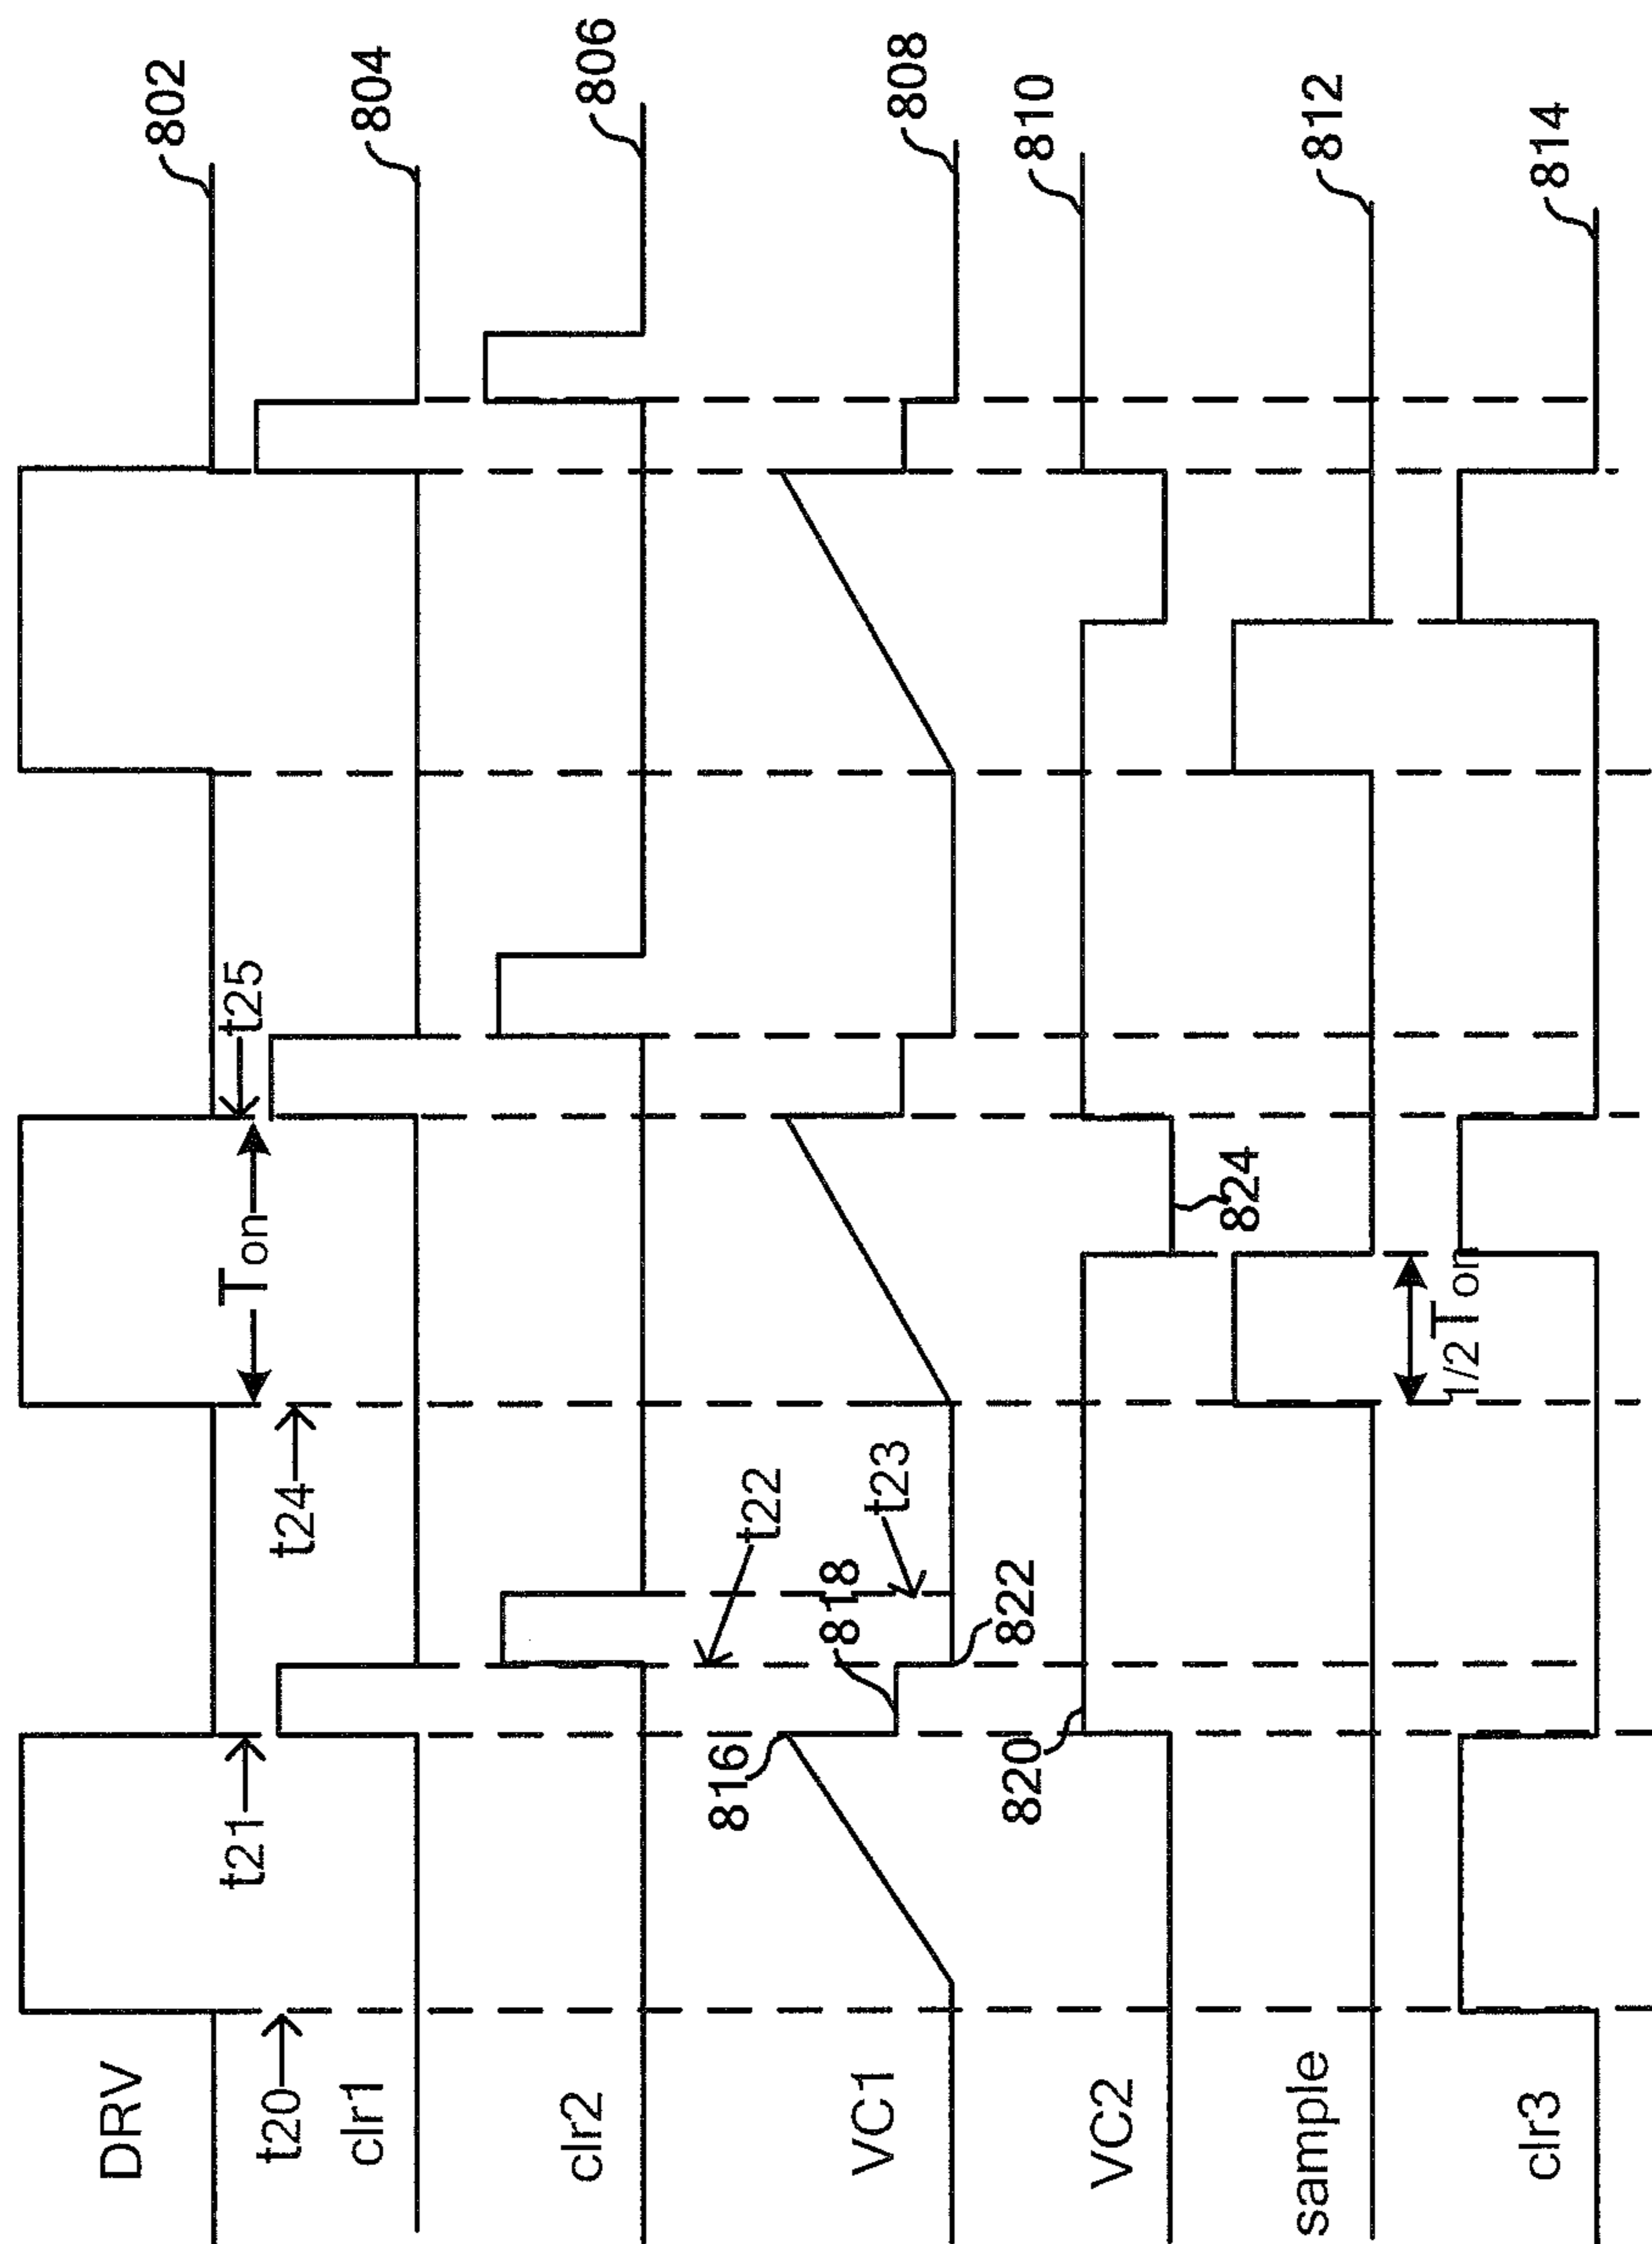 DRV
t20
t21
t24
Ton
t25
802
clr1
804
clr2
806
VC1
816
818
t22
t23
822
808
VC2
820
824
810
sample
1/2 Ton
812
clr3
814